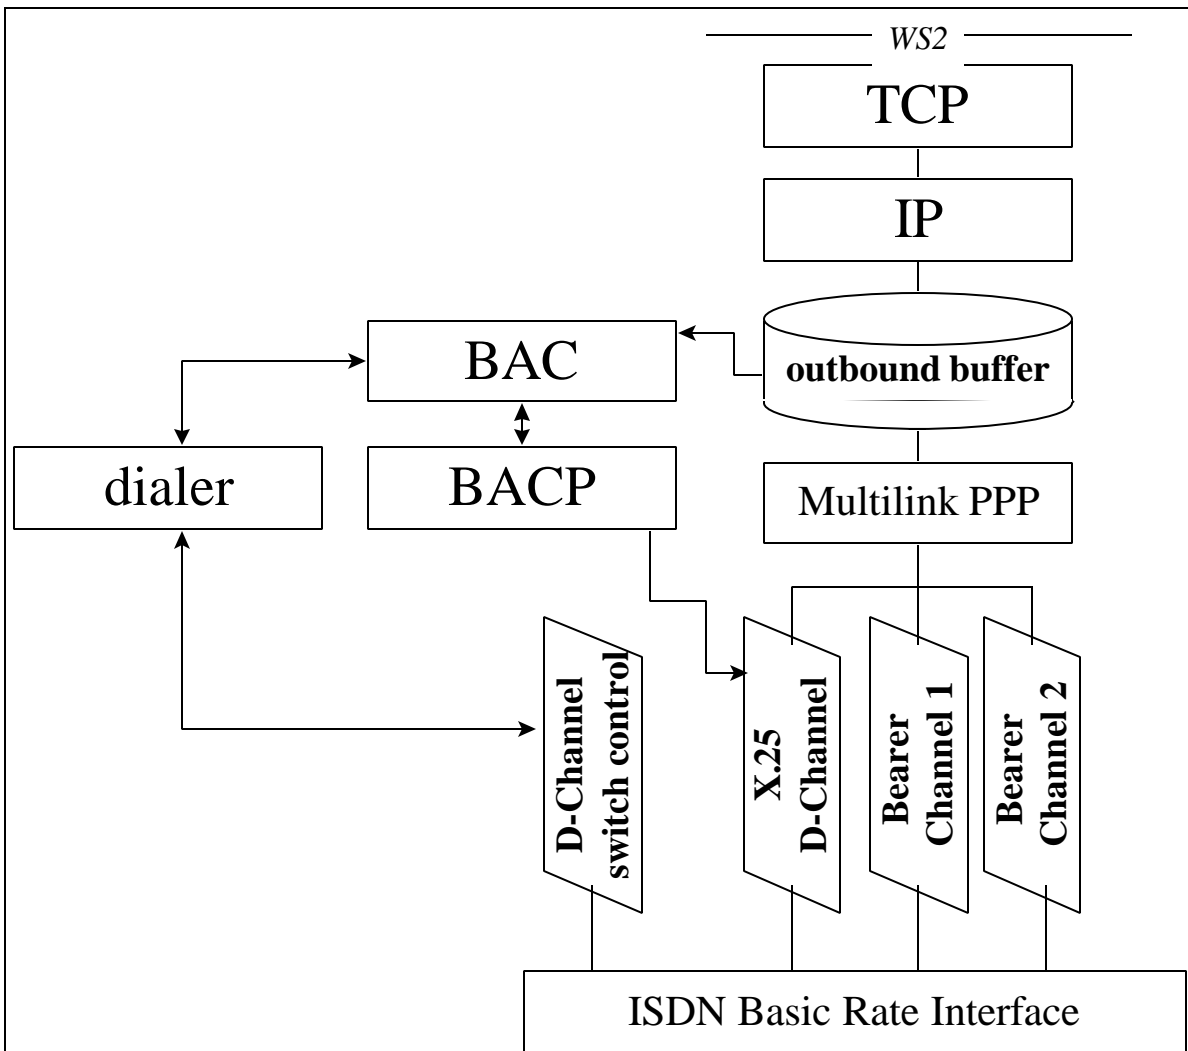 WS2
TCP
IP
BAC
outbound buffer
dialer
BACP
Multilink PPP
D-Channel
switch control
X.25
D-Channel
Bearer
Channel 1
Bearer
Channel 2
ISDN Basic Rate Interface